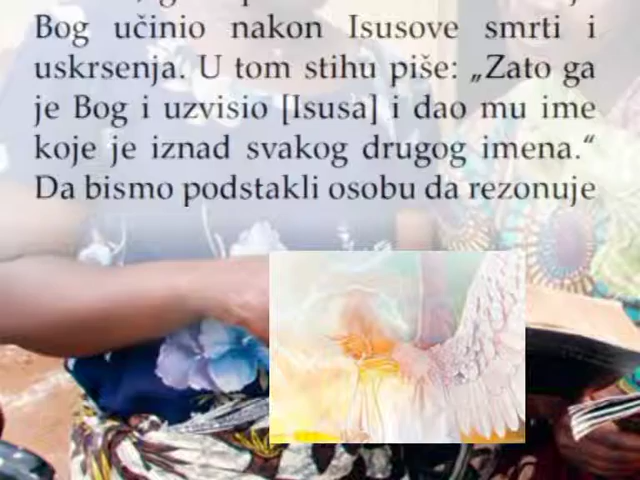 Bog učinio nakon Isusove smrti i
uskrsenja. U tom stihu piše: „Zato ga
je Bog i uzvisio [Isusa] i dao mu ime
koje je iznad svakog drugog imena.“
Da bismo podstakli osobu da rezonuje